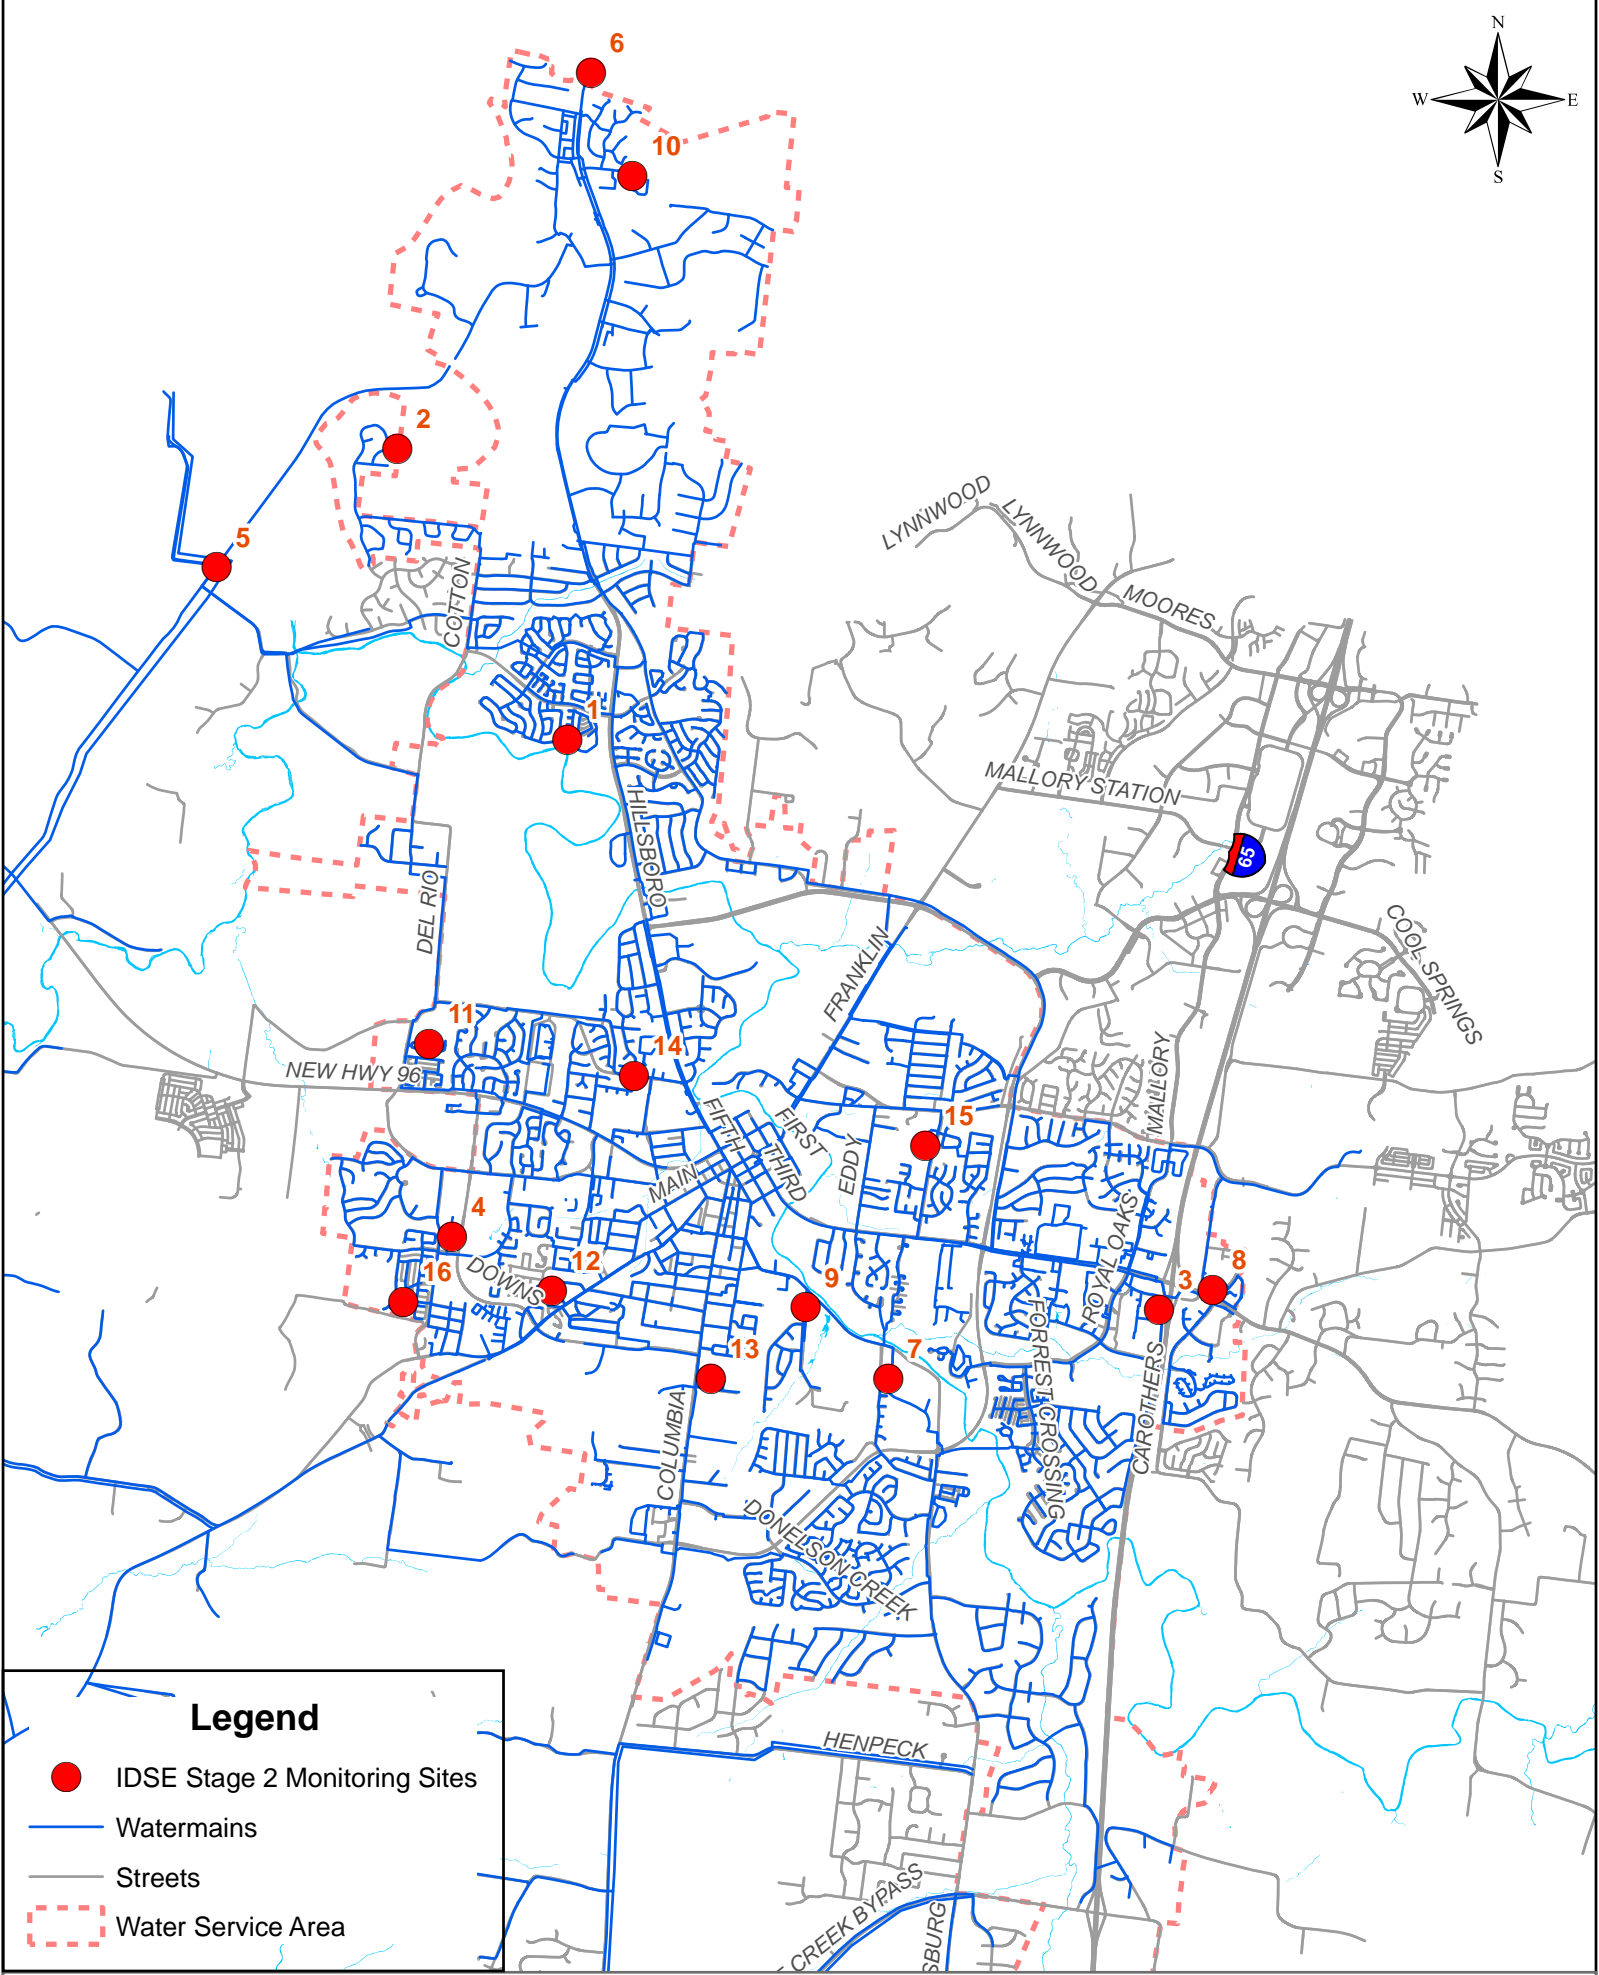 N
W
E
S
6
10
2
5
LYNNWOOD
LYNNWOOD
MOORES
COTTON
1
MALLORY STATION
HILLSBORO
65
DEL RIO
COOL SPRINGS
FRANKLIN
11
14
NEW HWY 96
MALLORY
FIFTH
FIRST
THIRD
15
EDDY
MAIN
4
ROYAL OAKS
DOWNS
12
16
9
3
8
13
7
FORREST CROSSING
CAROTHERS
COLUMBIA
DONELSON CREEK
HENPECK
CREEK BYPASS
SBURG
Legend
IDSE Stage 2 Monitoring Sites
Watermains
Streets
Water Service Area